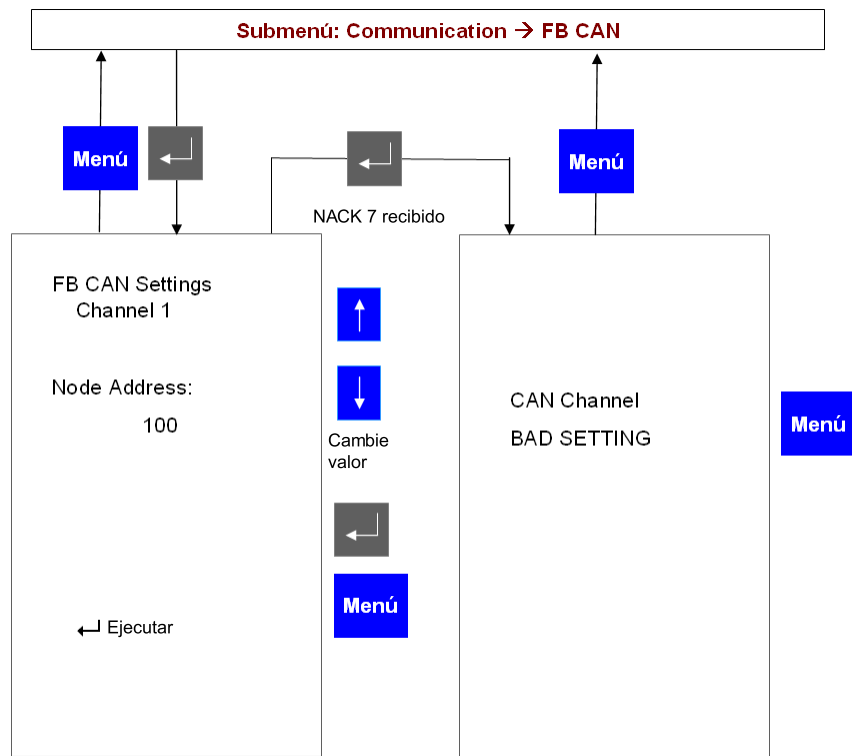 Submenú: Communication → FB CAN
Menú
Menú
NACK 7 recibido
FB CAN Settings
Channel 1
Node Address:
100
Cambie
valor
CAN Channel
BAD SETTING
Menú
Menú
Ejecutar